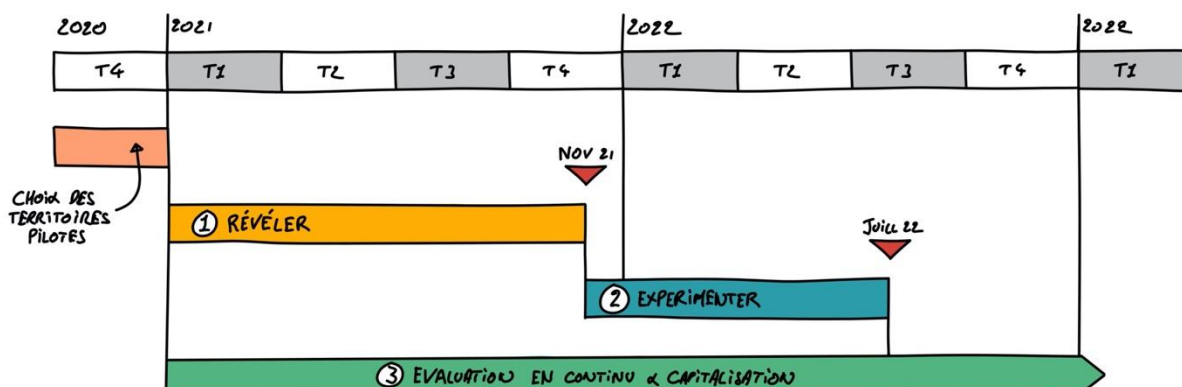 2020
2021
2022
2022
T4
T1
T2
T3
T4
T1
T2
T3
T4
T1
CHOIX DES
TERRITOIRES
PILOTES
NOV 21
1 RÉVÉLER
JUILL 22
2 EXPERIMENTER
3 EVALUATION EN CONTINU & CAPITALISATION